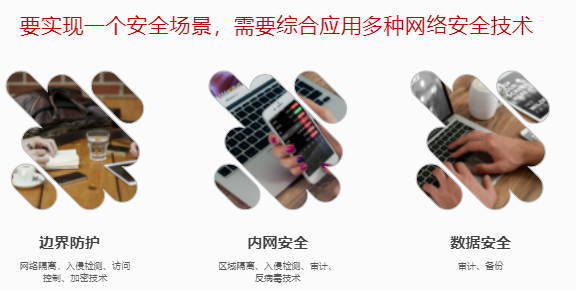 要实现一个安全场景，需要综合应用多种网络安全技术
边界防护
网络隔离、入侵检测、访问
控制、加密技术
内网安全
区域隔离、入侵检测、审计、
反病毒技术
数据安全
审计、备份